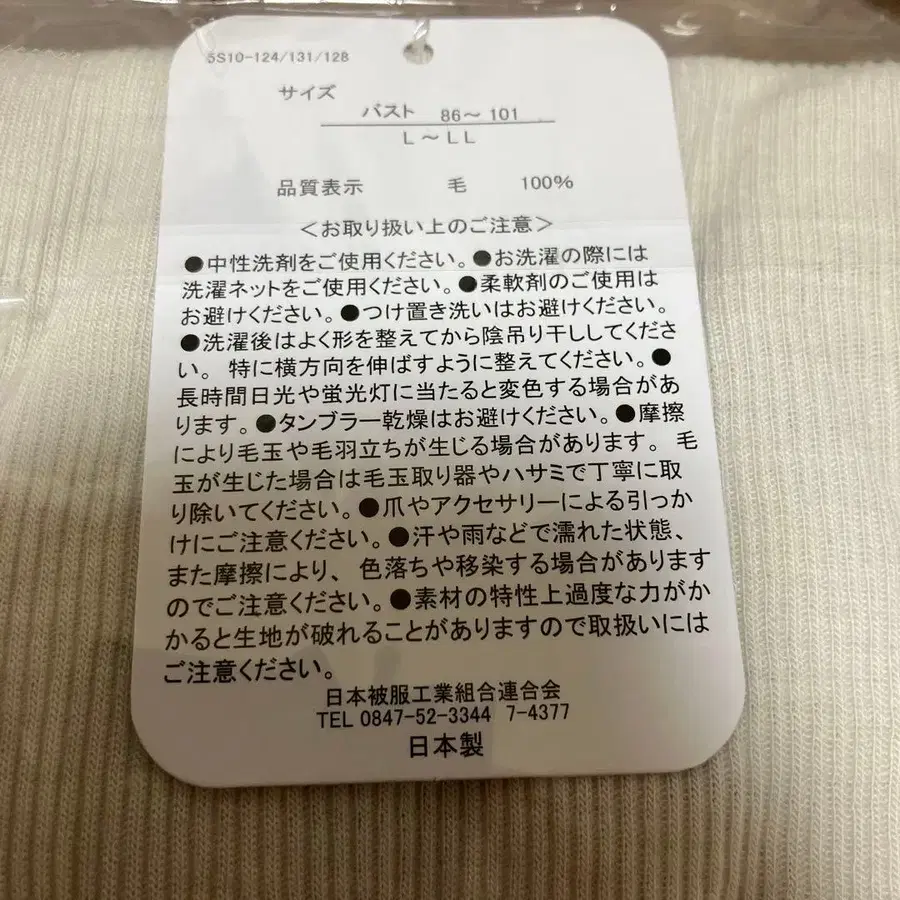 5S10-124/131/128
サイズ
バスト 86～101
L～LL
品質表示 毛 100%
＜お取り扱い上のご注意＞
●中性洗剤をご使用ください。●お洗濯の際には
洗濯ネットをご使用ください。●柔軟剤のご使用は
お避けください。●つけ置き洗いはお避けください。
●洗濯後はよく形を整えてから陰吊り干ししてくださ
い。特に横方向を伸ばすように整えてください。●
長時間日光や蛍光灯に当たると変色する場合があ
ります。●タンブラー乾燥はお避けください。●摩擦
により毛玉や毛羽立ちが生じる場合があります。毛
玉が生じた場合は毛玉取り器やハサミで丁寧に取
り除いてください。●爪やアクセサリーによる引っか
けにご注意ください。●汗や雨などで濡れた状態、
また摩擦により、色落ちや移染する場合があります
のでご注意ください。●素材の特性上過度な力がか
かると生地が破れることがありますので取扱いには
ご注意ください。
日本被服工業組合連合会
TEL 0847-52-3344 7-4377
日本製